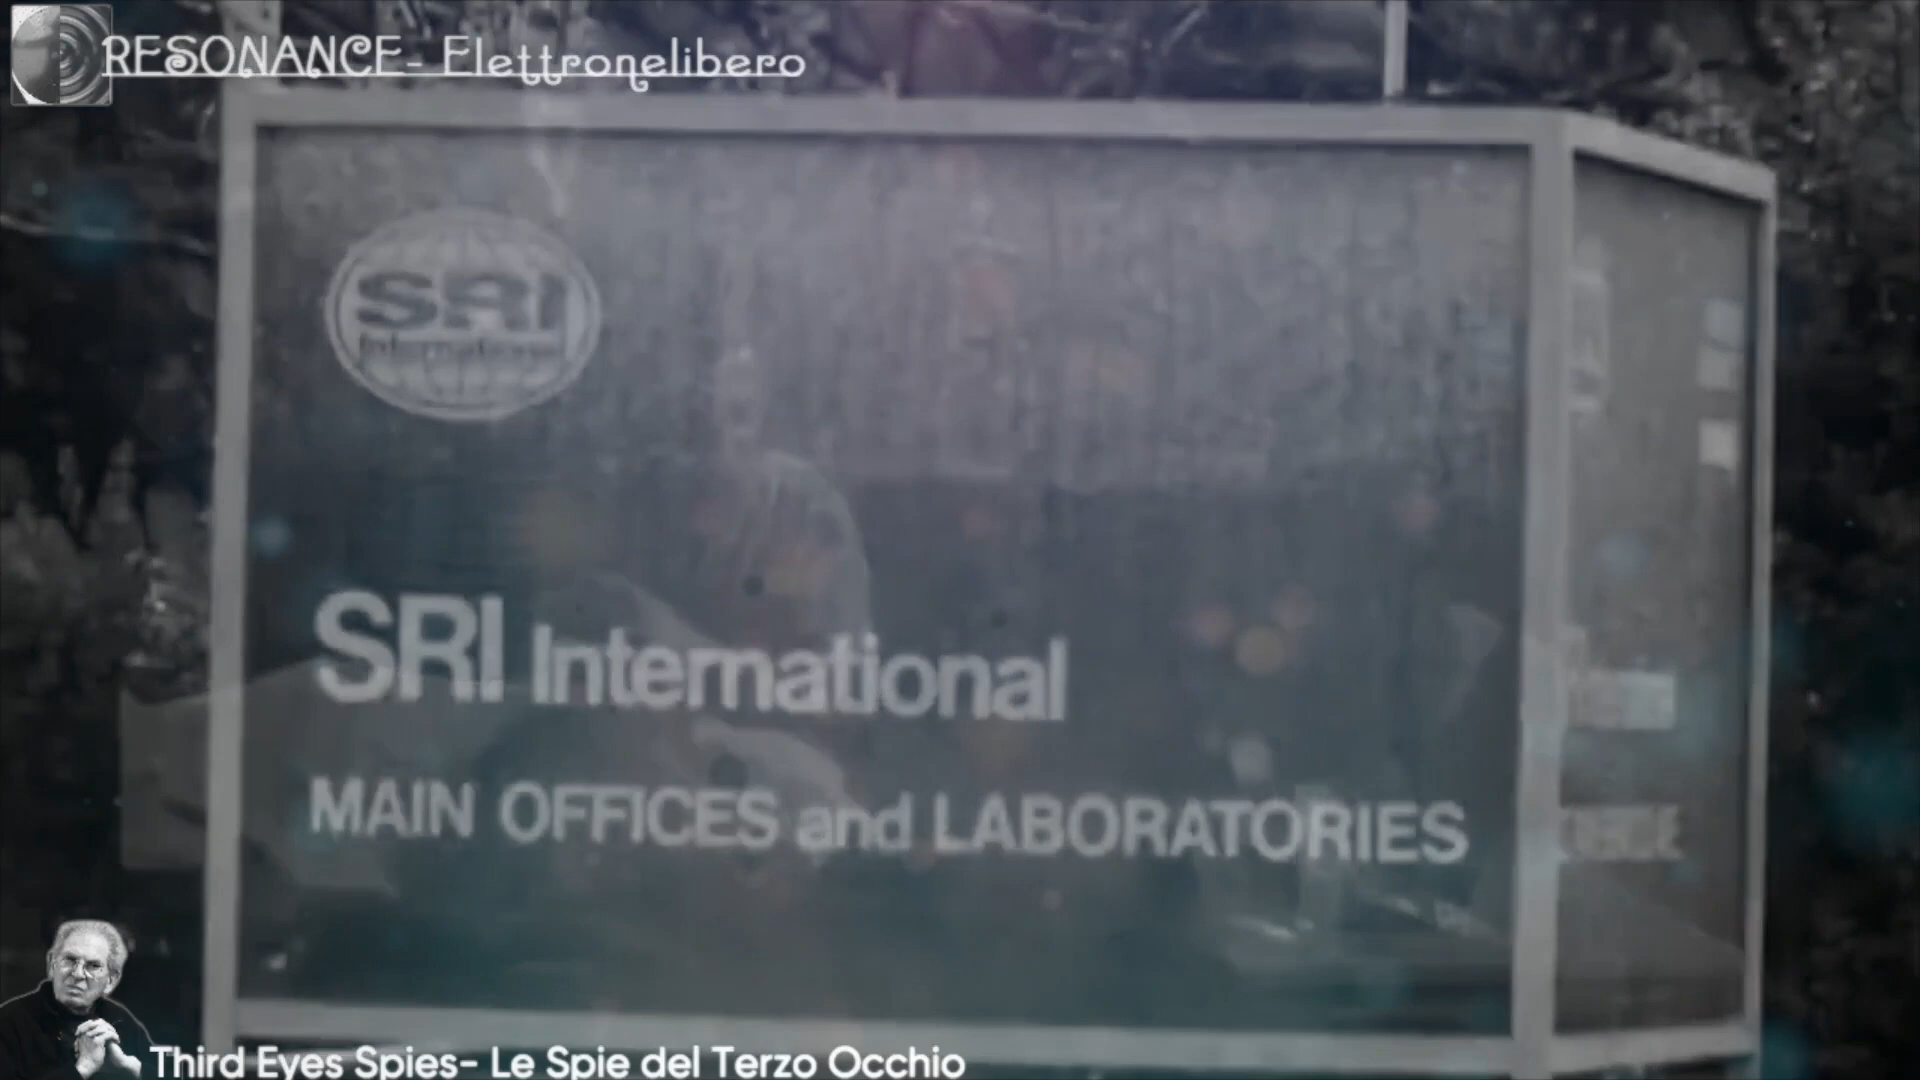 RESONANCE- Elettronelibero
SRI
International
SRI International
MAIN OFFICES and LABORATORIES
Third Eyes Spies- Le Spie del Terzo Occhio